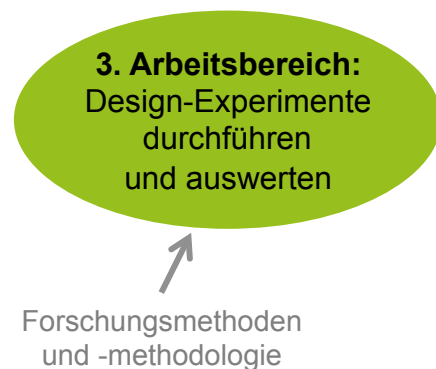 3. Arbeitsbereich:
Design-Experimente
durchführen
und auswerten
Forschungsmethoden
und -methodologie